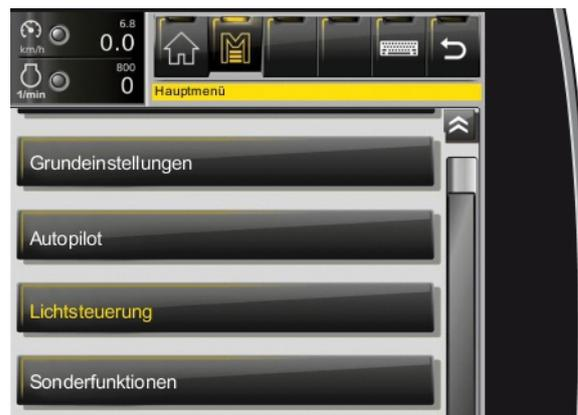 6.8
km/h 0.0
800
1/min 0
Hauptmenü
Grundeinstellungen
Autopilot
Lichtsteuerung
Sonderfunktionen